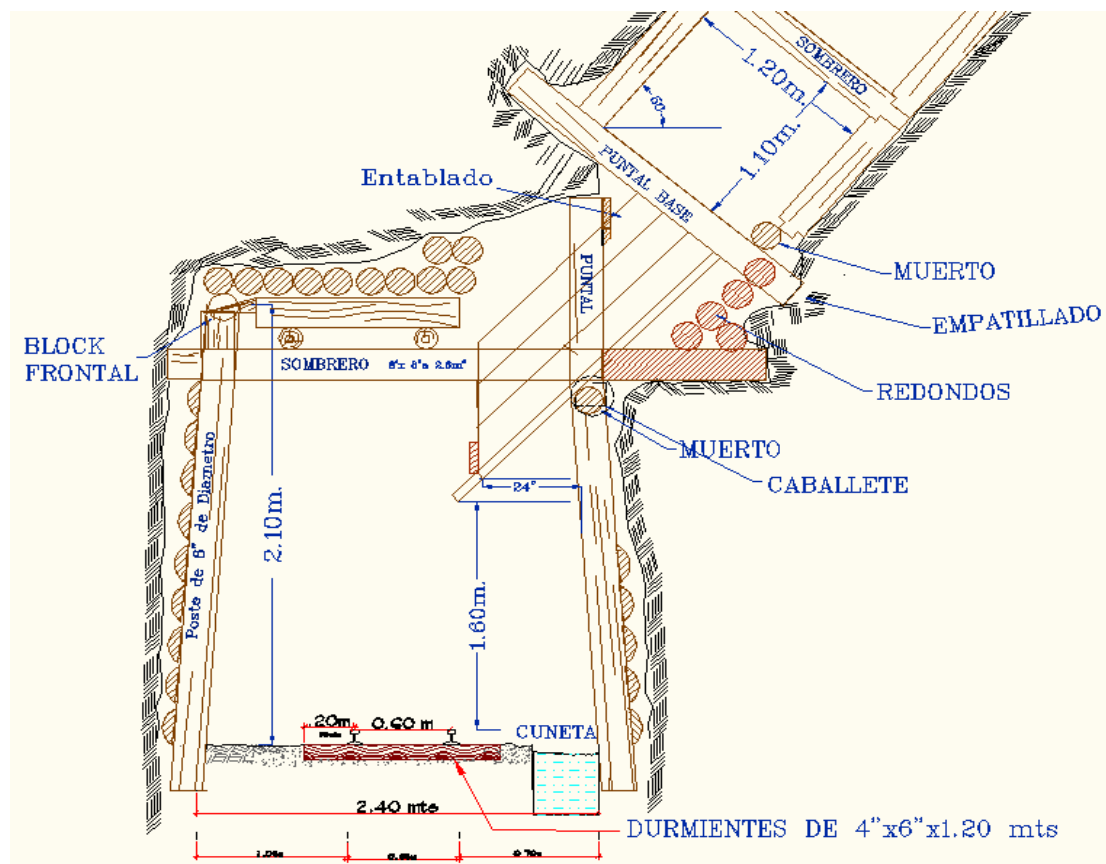 SOMBRERO
1.20m.
50°
1.10m.
PUNTAL BASE
Entablado
PUNTAL
MUERTO
EMPATILLADO
BLOCK
FRONTAL
SOMBRERO
REDONDOS
MUERTO
CABALLETE
24"
Poste de 8" de Diametro
2.10m.
1.60m.
20m
0.60 m
CUNETA
2.40 mts
DURMIENTES DE 4"x6"x1.20 mts